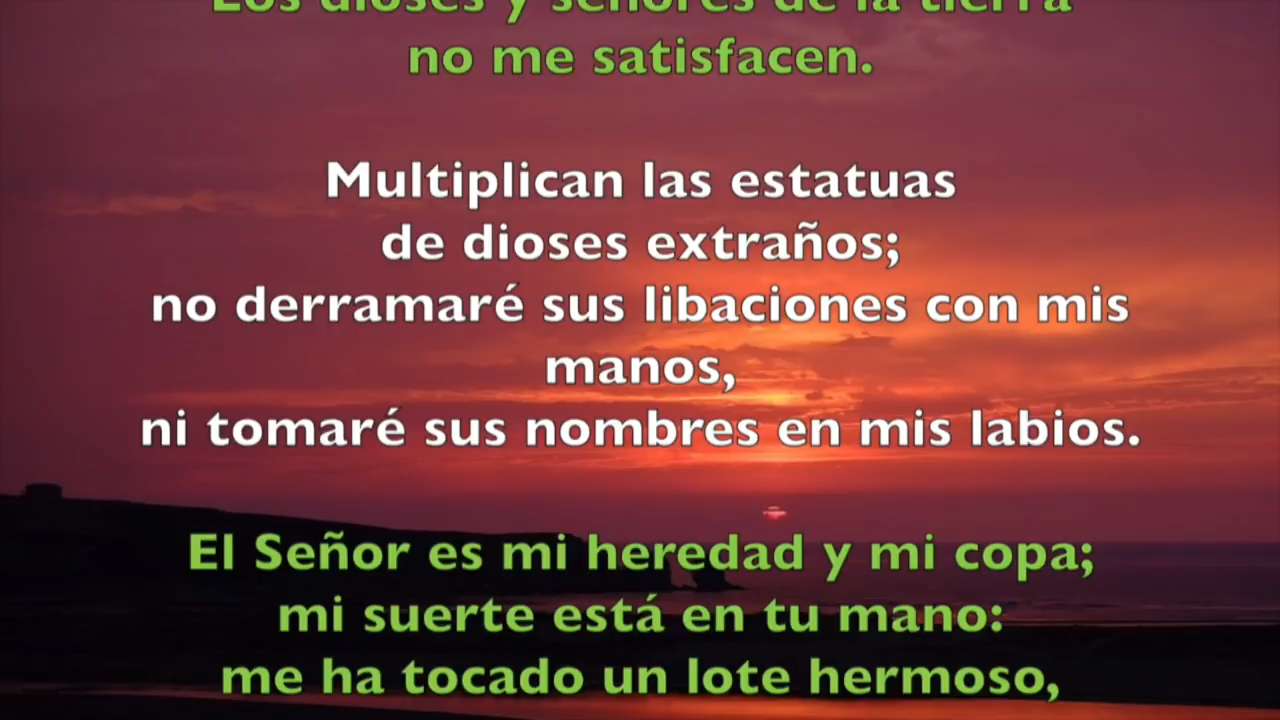 Los dioses y señores de la tierra
no me satisfacen.
Multiplican las estatuas
de dioses extraños;
no derramaré sus libaciones con mis
manos,
ni tomaré sus nombres en mis labios.
El Señor es mi heredad y mi copa;
mi suerte está en tu mano:
me ha tocado un lote hermoso,